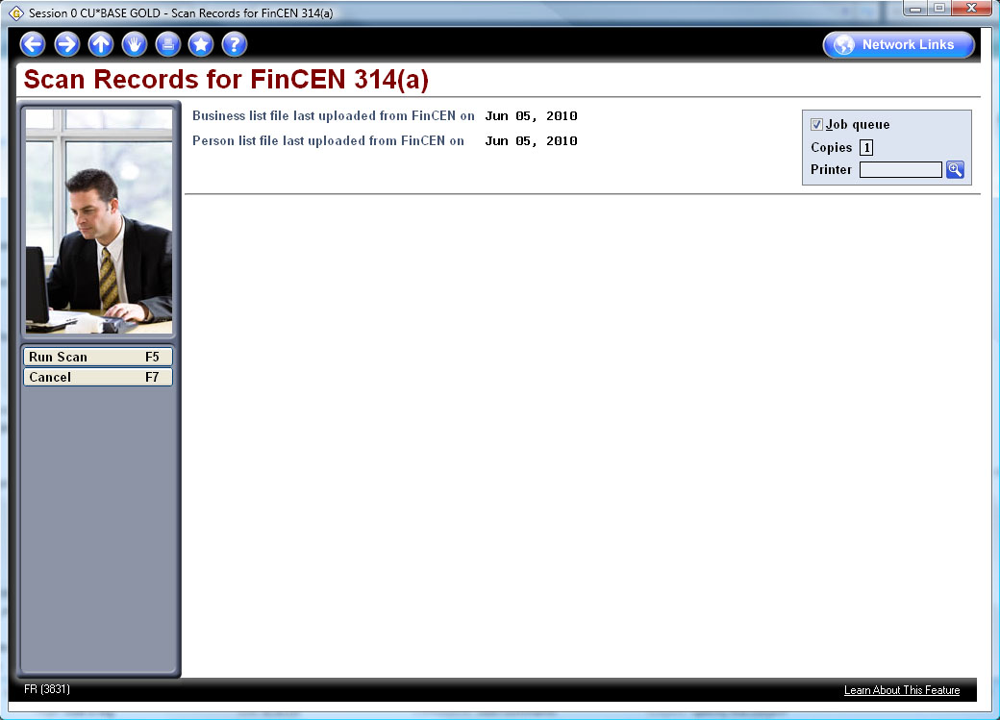 Session 0 CU*BASE GOLD - Scan Records for FinCEN 314(a)
Network Links
Scan Records for FinCEN 314(a)
Business list file last uploaded from FinCEN on Jun 05, 2010
Person list file last uploaded from FinCEN on Jun 05, 2010
Job queue
Copies 1
Printer
Run Scan F5
Cancel F7
FR (3831)
Learn About This Feature